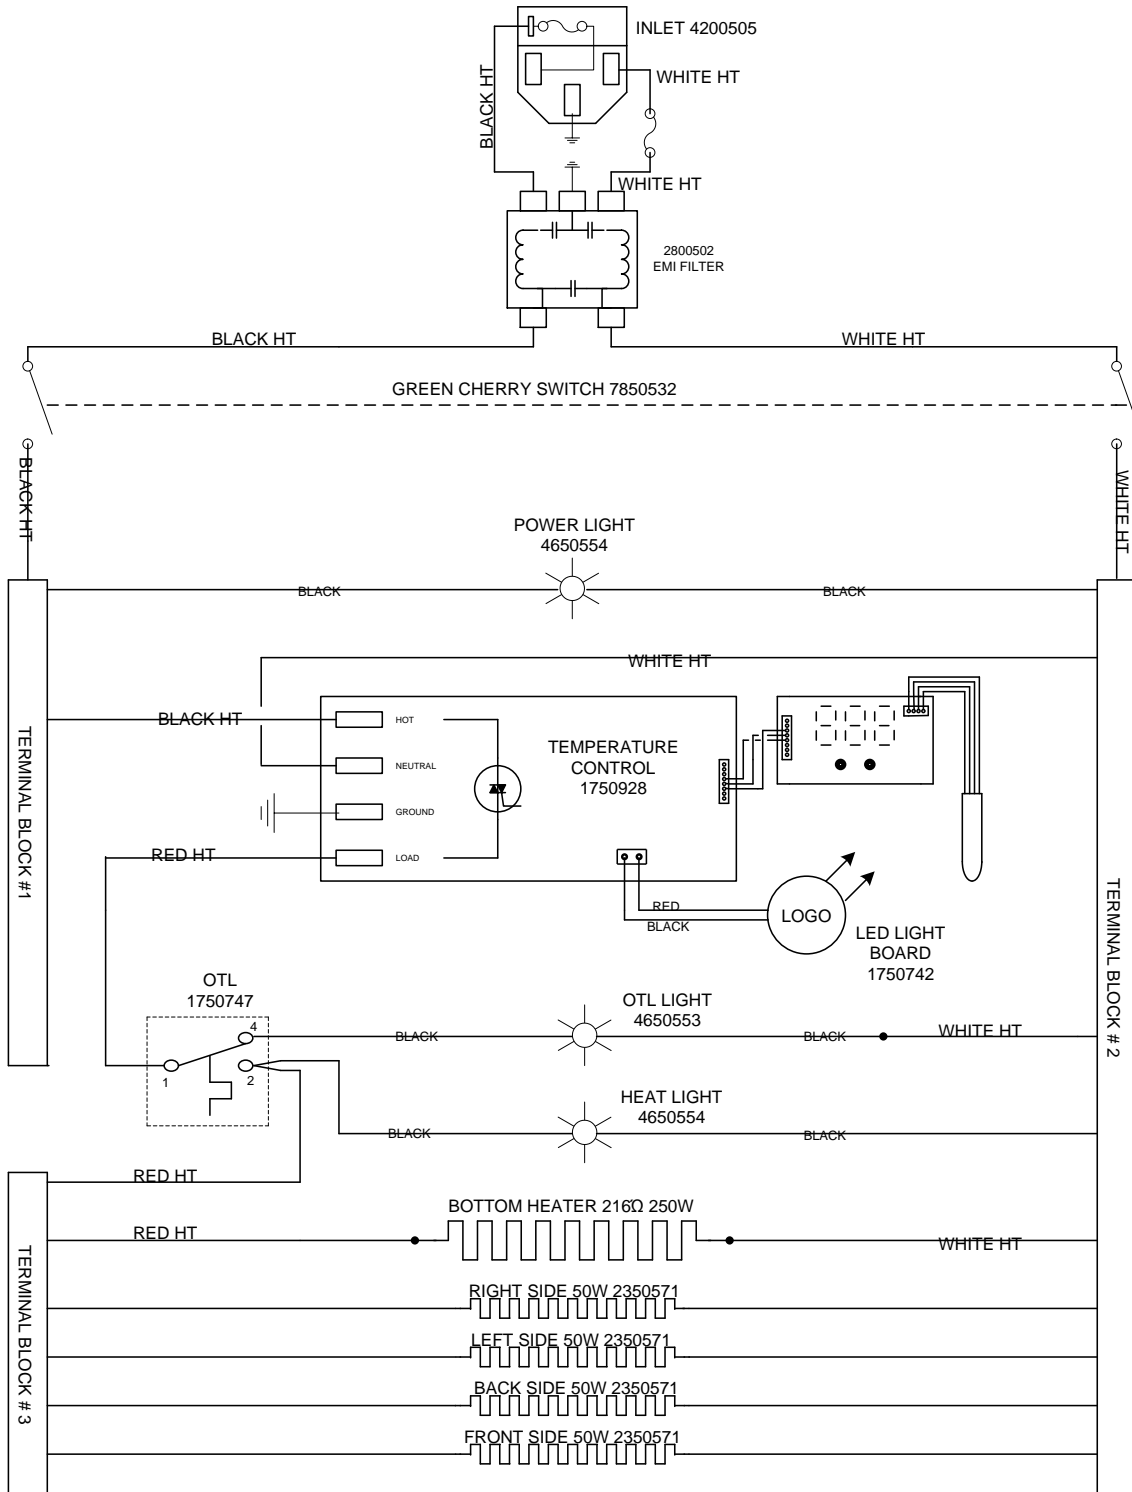 INLET 4200505
BLACK HT
WHITE HT
WHITE HT
2800502
EMI FILTER
BLACK HT
WHITE HT
GREEN CHERRY SWITCH 7850532
BLACK HT
WHITE HT
POWER LIGHT
4650554
BLACK
BLACK
WHITE HT
BLACK HT
HOT
NEUTRAL
GROUND
LOAD
TEMPERATURE
CONTROL
1750928
TERMINAL BLOCK #1
RED HT
RED
BLACK
LOGO
LED LIGHT
BOARD
1750742
TERMINAL BLOCK # 2
OTL
1750747
4
1
2
OTL LIGHT
4650553
BLACK
BLACK
WHITE HT
HEAT LIGHT
4650554
BLACK
BLACK
RED HT
BOTTOM HEATER 216Ω 250W
RED HT
WHITE HT
TERMINAL BLOCK # 3
RIGHT SIDE 50W 2350571
LEFT SIDE 50W 2350571
BACK SIDE 50W 2350571
FRONT SIDE 50W 2350571